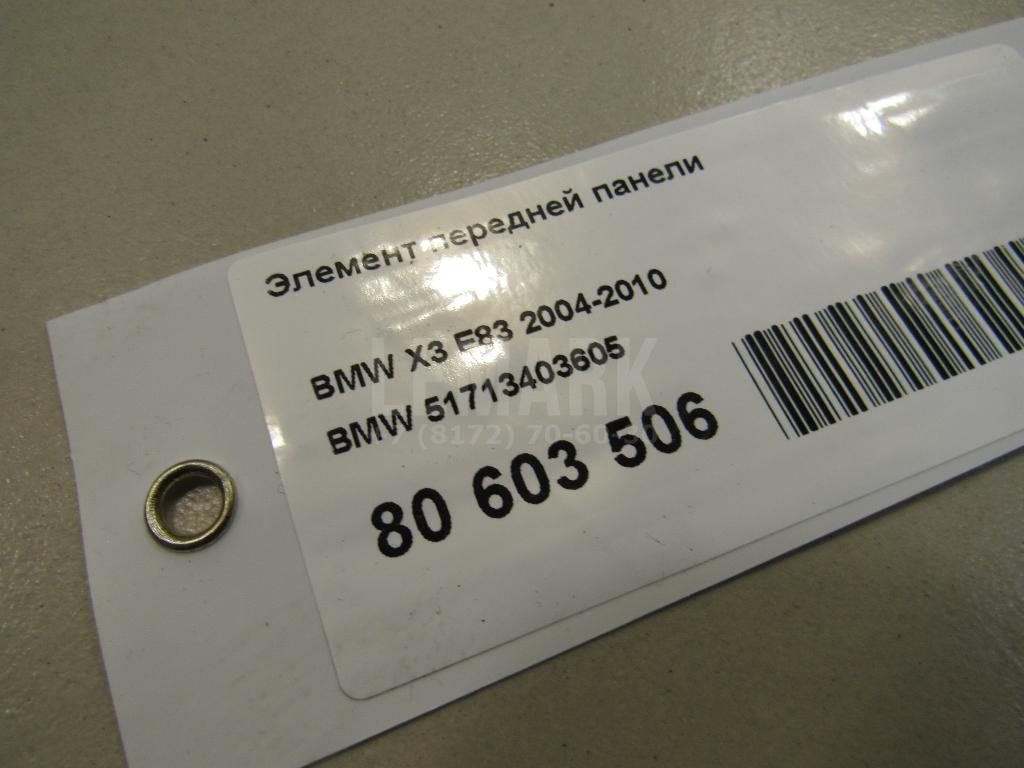 Элемент передней панели
BMW X3 E83 2004-2010
BMW 51713403605
80 603 506